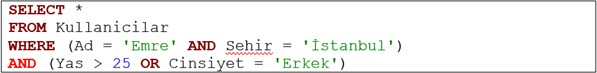 SELECT *
FROM Kullanicilar
WHERE (Ad = 'Emre' AND Sehir = 'İstanbul')
AND (Yas > 25 OR Cinsiyet = 'Erkek')